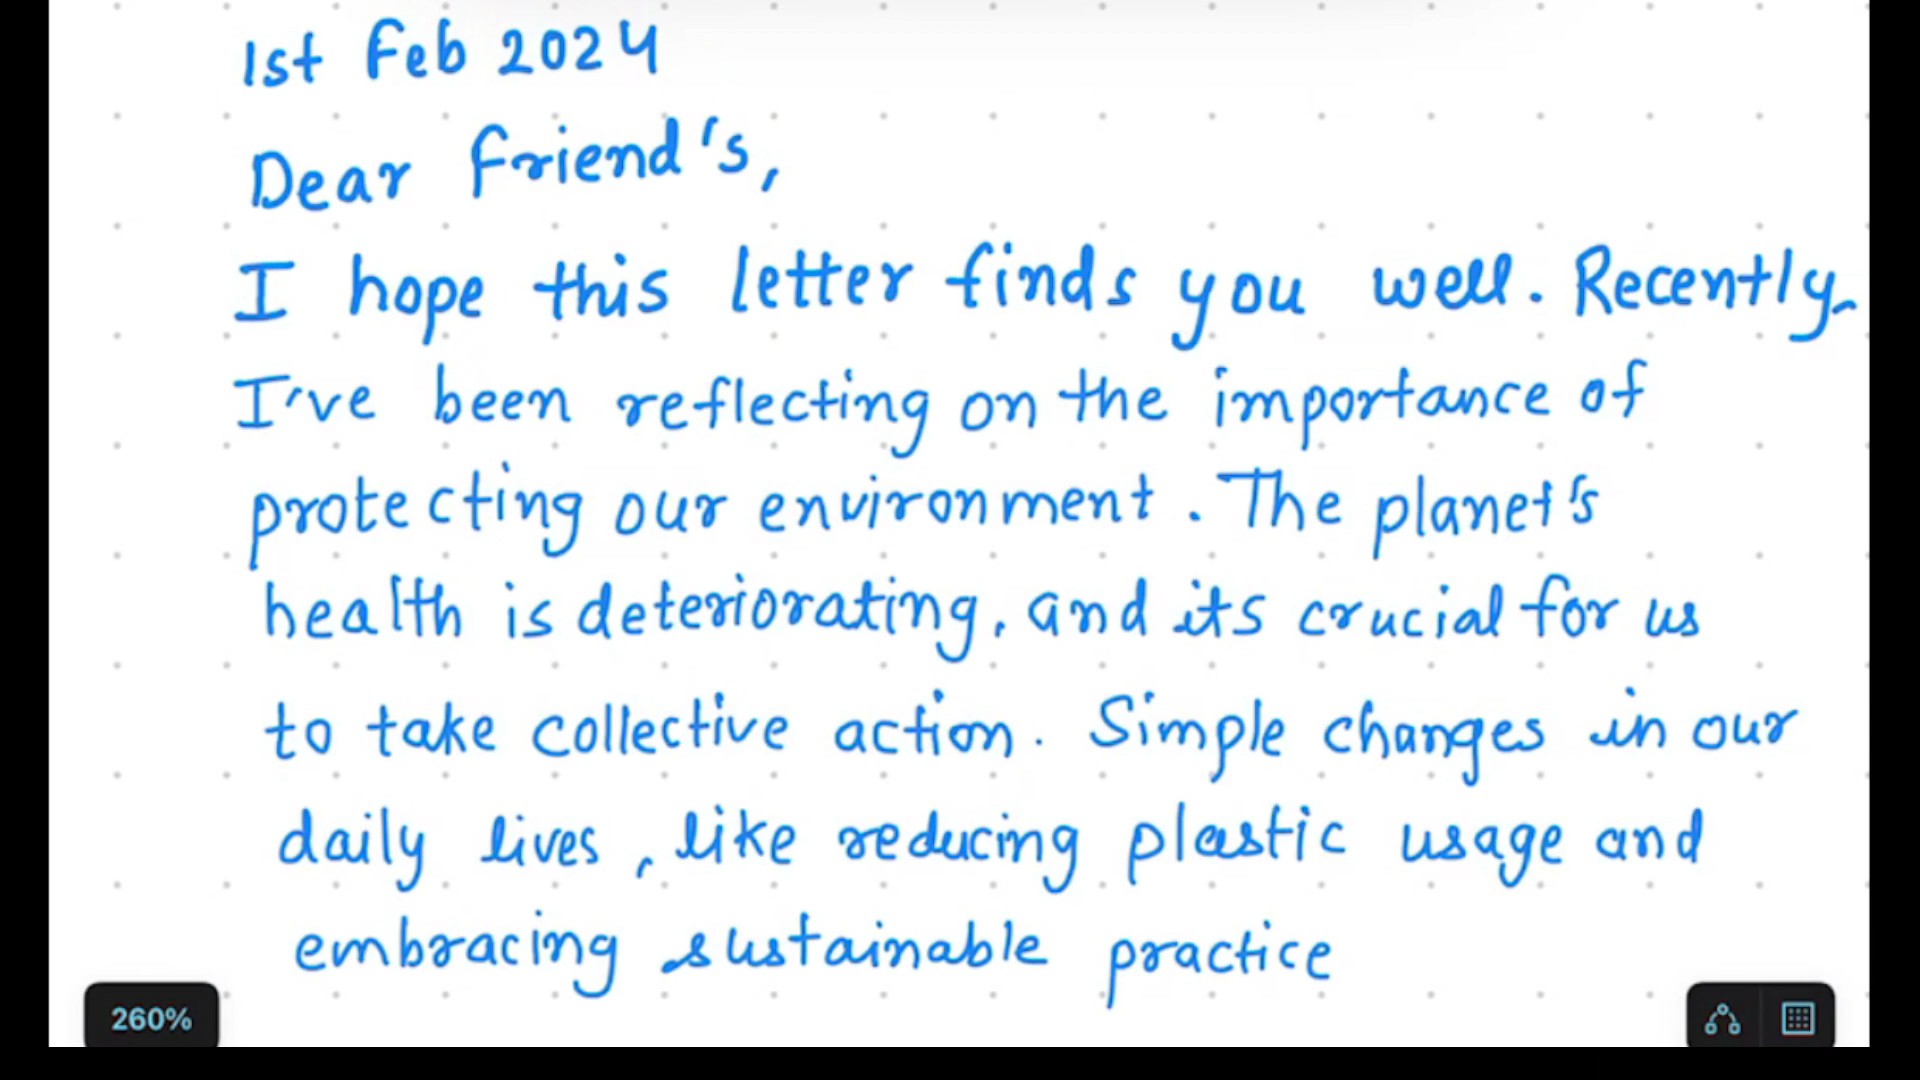 1st Feb 2024
Dear Friend's,
I hope this letter finds you well. Recently,
I've been reflecting on the importance of
protecting our environment. The planet's
health is deteriorating, and its crucial for us
to take collective action. Simple changes in our
daily lives, like reducing plastic usage and
embracing sustainable practice
260%